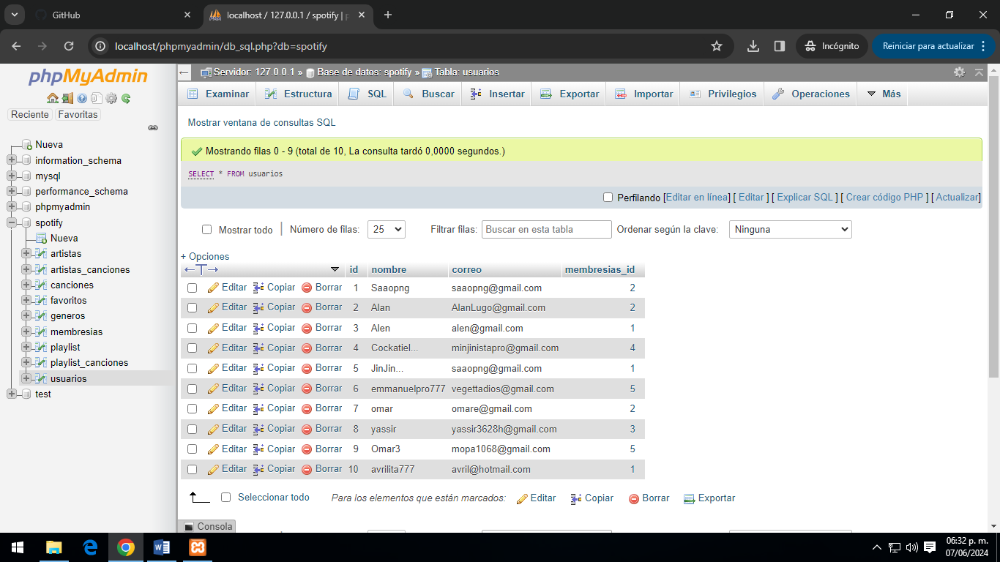 GitHub
localhost / 127.0.0.1 / spotify | p
localhost/phpmyadmin/db_sql.php?db=spotify
Incógnito
Reiniciar para actualizar
phpMyAdmin
Reciente
Favoritas
Nueva
information_schema
mysql
performance_schema
phpmyadmin
spotify
Nueva
artistas
artistas_canciones
canciones
favoritos
generos
membresias
playlist
playlist_canciones
usuarios
test
Servidor: 127.0.0.1 » Base de datos: spotify » Tabla: usuarios
Examinar Estructura SQL Buscar Insertar Exportar Importar Privilegios Operaciones Más
Mostrar ventana de consultas SQL
Mostrando filas 0 - 9 (total de 10, La consulta tardó 0,0000 segundos.)
SELECT * FROM usuarios
Perfilando [Editar en línea] [ Editar ] [ Explicar SQL ] [ Crear código PHP ] [ Actualizar]
Mostrar todo | Número de filas: 25 Filtrar filas: Buscar en esta tabla Ordenar según la clave: Ninguna
+ Opciones
←T→ id nombre correo membresias_id
Editar Copiar Borrar 1 Saaopng saaopng@gmail.com 2
Editar Copiar Borrar 2 Alan AlanLugo@gmail.com 2
Editar Copiar Borrar 3 Alen alen@gmail.com 1
Editar Copiar Borrar 4 Cockatiel... minjinistapro@gmail.com 4
Editar Copiar Borrar 5 JinJin... saaopng@gmail.com 1
Editar Copiar Borrar 6 emmanuelpro777 vegettadios@gmail.com 5
Editar Copiar Borrar 7 omar omare@gmail.com 2
Editar Copiar Borrar 8 yassir yassir3628h@gmail.com 3
Editar Copiar Borrar 9 Omar3 mopa1068@gmail.com 5
Editar Copiar Borrar 10 avrilita777 avril@hotmail.com 1
Seleccionar todo Para los elementos que están marcados: Editar Copiar Borrar Exportar
Consola
06:32 p. m.
07/06/2024